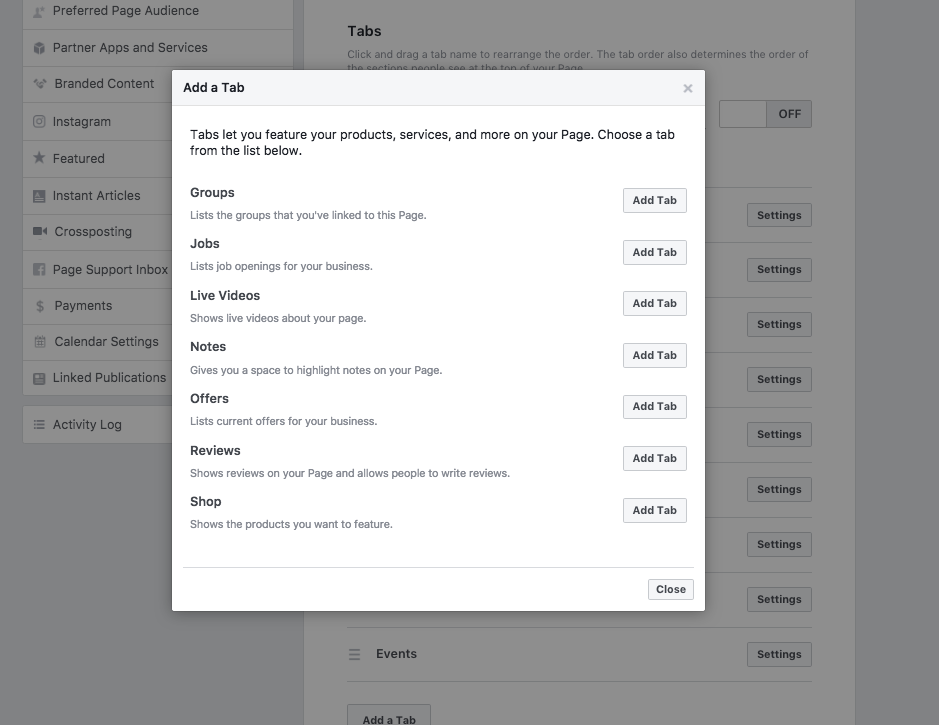 Preferred Page Audience
Partner Apps and Services
Branded Content
Instagram
Featured
Instant Articles
Crossposting
Page Support Inbox
Payments
Calendar Settings
Linked Publications
Activity Log
Tabs
Click and drag a tab name to rearrange the order. The tab order also determines the order of
the sections people see at the top of your Page.
OFF
Settings
Settings
Settings
Settings
Settings
Settings
Settings
Settings
Events
Settings
Add a Tab
Add a Tab
×
Tabs let you feature your products, services, and more on your Page. Choose a tab
from the list below.
Groups
Lists the groups that you've linked to this Page.
Add Tab
Jobs
Lists job openings for your business.
Add Tab
Live Videos
Shows live videos about your page.
Add Tab
Notes
Gives you a space to highlight notes on your Page.
Add Tab
Offers
Lists current offers for your business.
Add Tab
Reviews
Shows reviews on your Page and allows people to write reviews.
Add Tab
Shop
Shows the products you want to feature.
Add Tab
Close